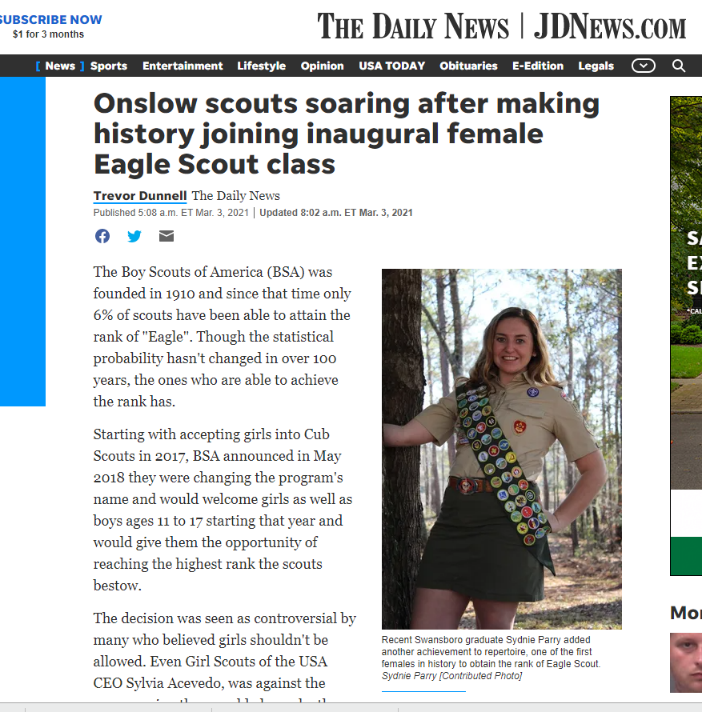 SUBSCRIBE NOW
$1 for 3 months
THE DAILY NEWS | JDNEWS.COM
[ News ] Sports Entertainment Lifestyle Opinion USA TODAY Obituaries E-Edition Legals
Onslow scouts soaring after making
history joining inaugural female
Eagle Scout class
Trevor Dunnell The Daily News
Published 5:08 a.m. ET Mar. 3, 2021 | Updated 8:02 a.m. ET Mar. 3, 2021
The Boy Scouts of America (BSA) was
founded in 1910 and since that time only
6% of scouts have been able to attain the
rank of "Eagle". Though the statistical
probability hasn't changed in over 100
years, the ones who are able to achieve
the rank has.
Starting with accepting girls into Cub
Scouts in 2017, BSA announced in May
2018 they were changing the program's
name and would welcome girls as well as
boys ages 11 to 17 starting that year and
would give them the opportunity of
reaching the highest rank the scouts
bestow.
The decision was seen as controversial by
many who believed girls shouldn't be
allowed. Even Girl Scouts of the USA
CEO Sylvia Acevedo, was against the
Recent Swansboro graduate Sydnie Parry added
another achievement to repertoire, one of the first
females in history to obtain the rank of Eagle Scout.
Sydnie Parry [Contributed Photo]